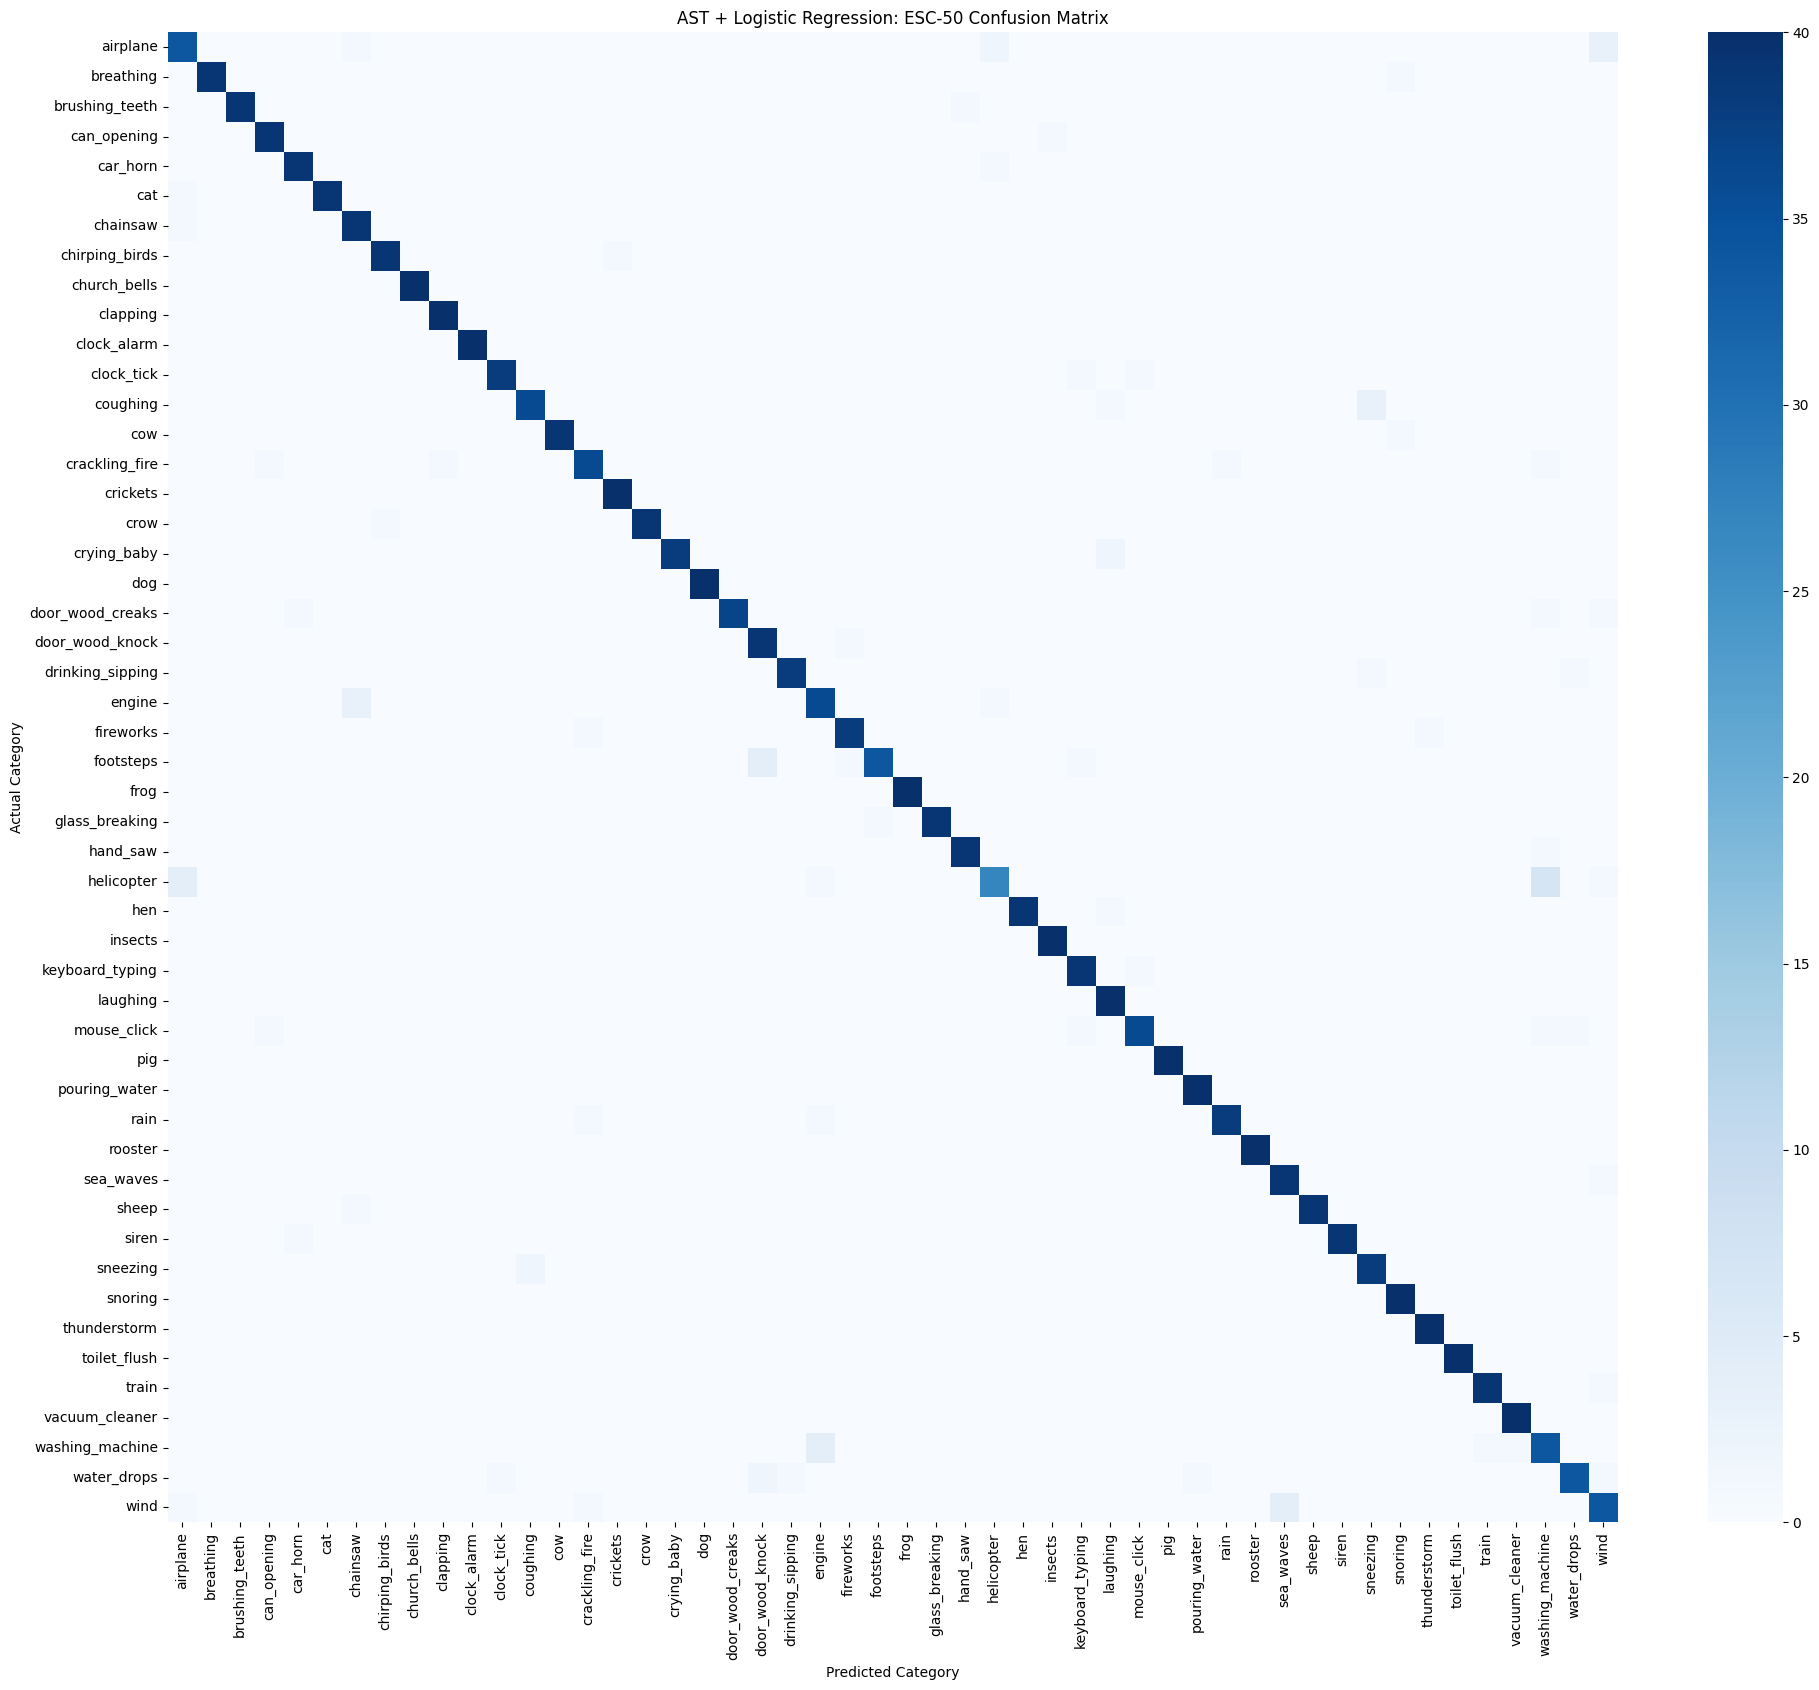 AST + Logistic Regression: ESC-50 Confusion Matrix
Actual Category
airplane
breathing
brushing_teeth
can_opening
car_horn
cat
chainsaw
chirping_birds
church_bells
clapping
clock_alarm
clock_tick
coughing
cow
crackling_fire
crickets
crow
crying_baby
dog
door_wood_creaks
door_wood_knock
drinking_sipping
engine
fireworks
footsteps
frog
glass_breaking
hand_saw
helicopter
hen
insects
keyboard_typing
laughing
mouse_click
pig
pouring_water
rain
rooster
sea_waves
sheep
siren
sneezing
snoring
thunderstorm
toilet_flush
train
vacuum_cleaner
washing_machine
water_drops
wind
airplane
breathing
brushing_teeth
can_opening
car_horn
cat
chainsaw
chirping_birds
church_bells
clapping
clock_alarm
clock_tick
coughing
cow
crackling_fire
crickets
crow
crying_baby
dog
door_wood_creaks
door_wood_knock
drinking_sipping
engine
fireworks
footsteps
frog
glass_breaking
hand_saw
helicopter
hen
insects
keyboard_typing
laughing
mouse_click
pig
pouring_water
rain
rooster
sea_waves
sheep
siren
sneezing
snoring
thunderstorm
toilet_flush
train
vacuum_cleaner
washing_machine
water_drops
wind
Predicted Category
40
35
30
25
20
15
10
5
0